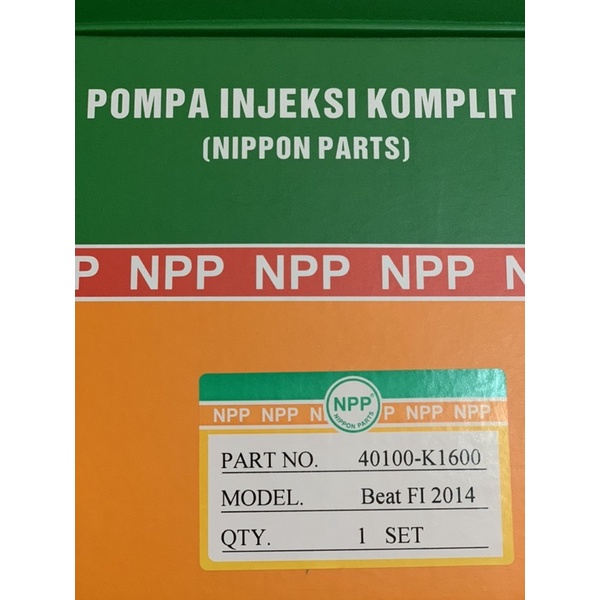 POMPA INJEKSI KOMPLIT
(NIPPON PARTS)
P NPP NPP NPP N
NPP NPP N NPP® P NPP NPP
NIPPON PARTS
PART NO. 40100-K1600
MODEL. Beat FI 2014
QTY. 1 SET